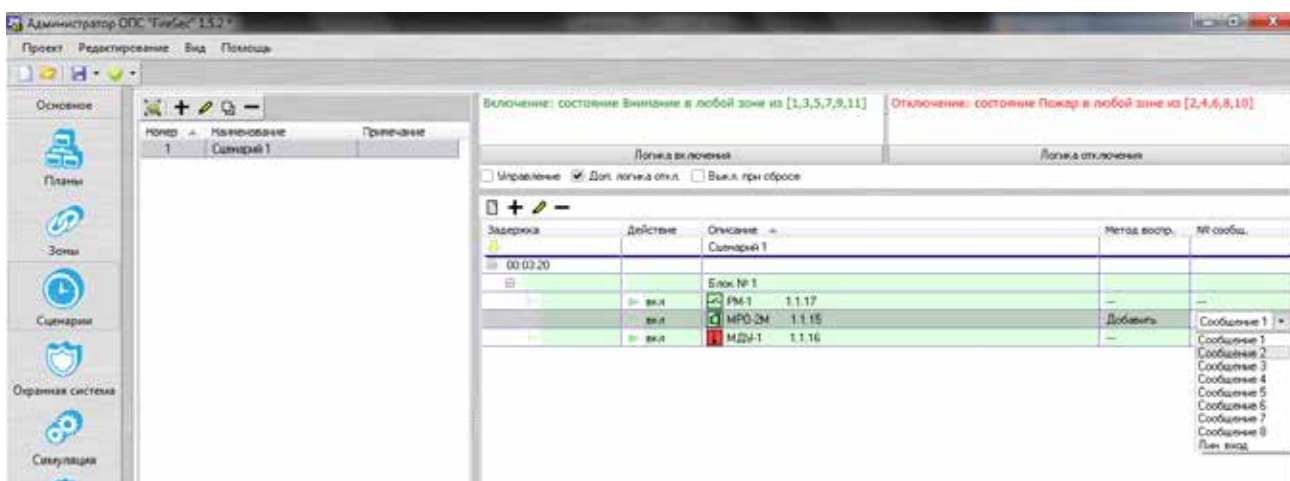 Администратор ОПС "FireSec" 1.5.2 *
Проект Редактирование Вид Помощь
Основное
Планы
Зоны
Сценарии
Охранная система
Симуляция
Номер Наименование Примечание
1 Сценарий 1
Включение: состояние Внимание в любой зоне из [1,3,5,7,9,11]
Отключение: состояние Пожар в любой зоне из [2,4,6,8,10]
Логика включения
Логика отключения
Управление Доп. логика откл. Выкл. при сбросе
Задержка Действие Описание Метод воспр. № сообщ.
Сценарий 1
00:03:20
Блок № 1
вкл РМ-1 1.1.17 — —
вкл МРО-2М 1.1.15 Добавить Сообщение 1
вкл МДУ-1 1.1.16 —
Сообщение 1
Сообщение 2
Сообщение 3
Сообщение 4
Сообщение 5
Сообщение 6
Сообщение 7
Сообщение 8
Лин. вход